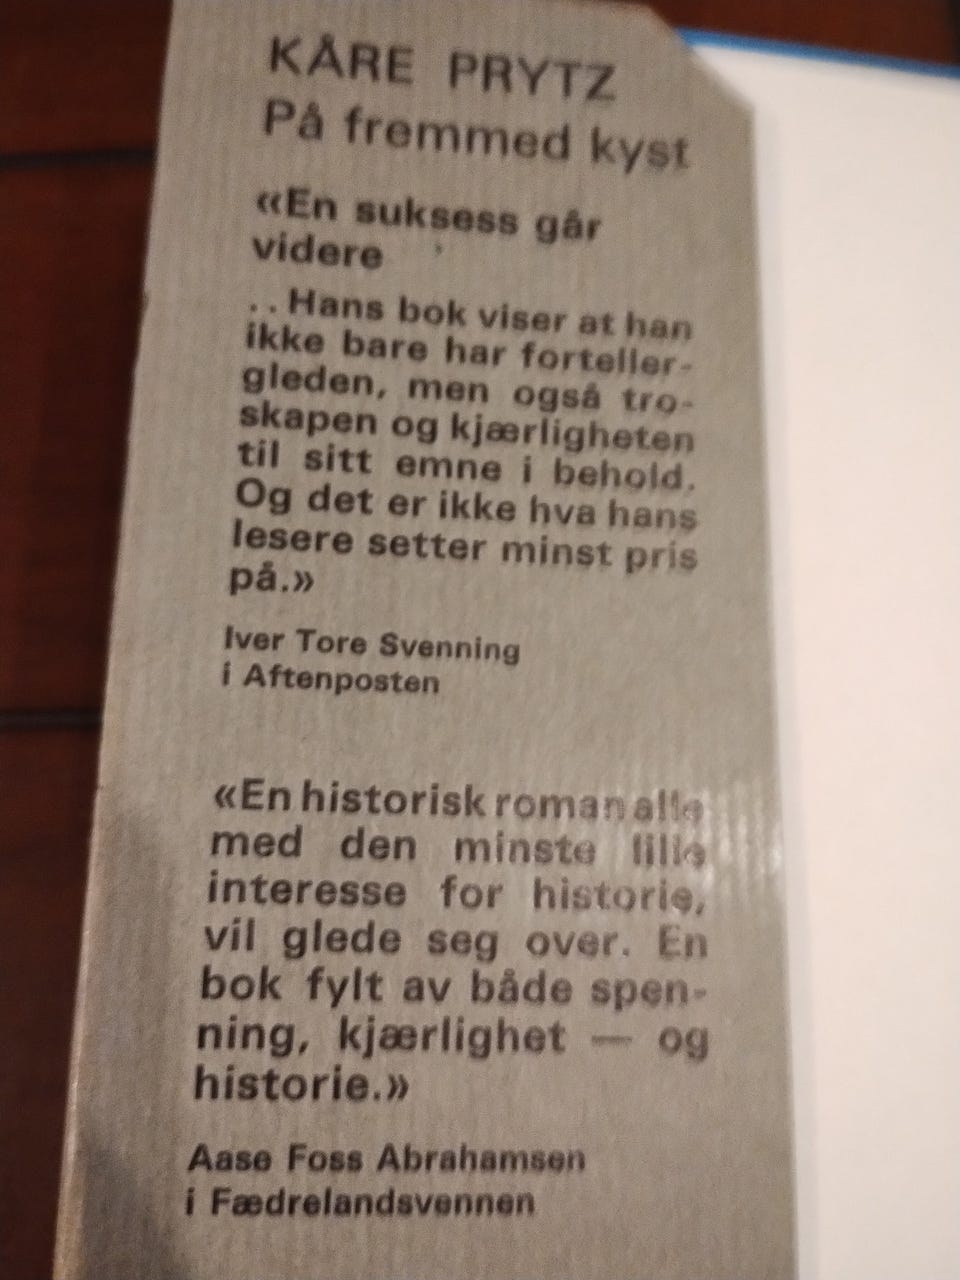 KÅRE PRYTZ
På fremmed kyst
«En suksess går
videre
. . Hans bok viser at han
ikke bare har forteller-
gleden, men også tro-
skapen og kjærligheten
til sitt emne i behold.
Og det er ikke hva hans
lesere setter minst pris
på.»
Iver Tore Svenning
i Aftenposten
«En historisk roman alle
med den minste lille
interesse for historie,
vil glede seg over. En
bok fylt av både spen-
ning, kjærlighet — og
historie.»
Aase Foss Abrahamsen
i Fædrelandsvennen